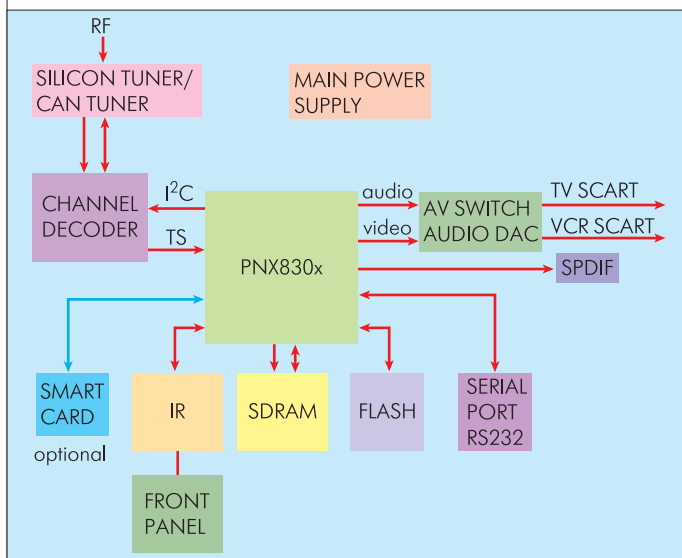 RF
SILICON TUNER/
CAN TUNER
MAIN POWER
SUPPLY
CHANNEL
DECODER
I²C
TS
PNX830x
audio
video
AV SWITCH
AUDIO DAC
TV SCART
VCR SCART
SPDIF
SMART
CARD
optional
IR
SDRAM
FLASH
SERIAL
PORT
RS232
FRONT
PANEL